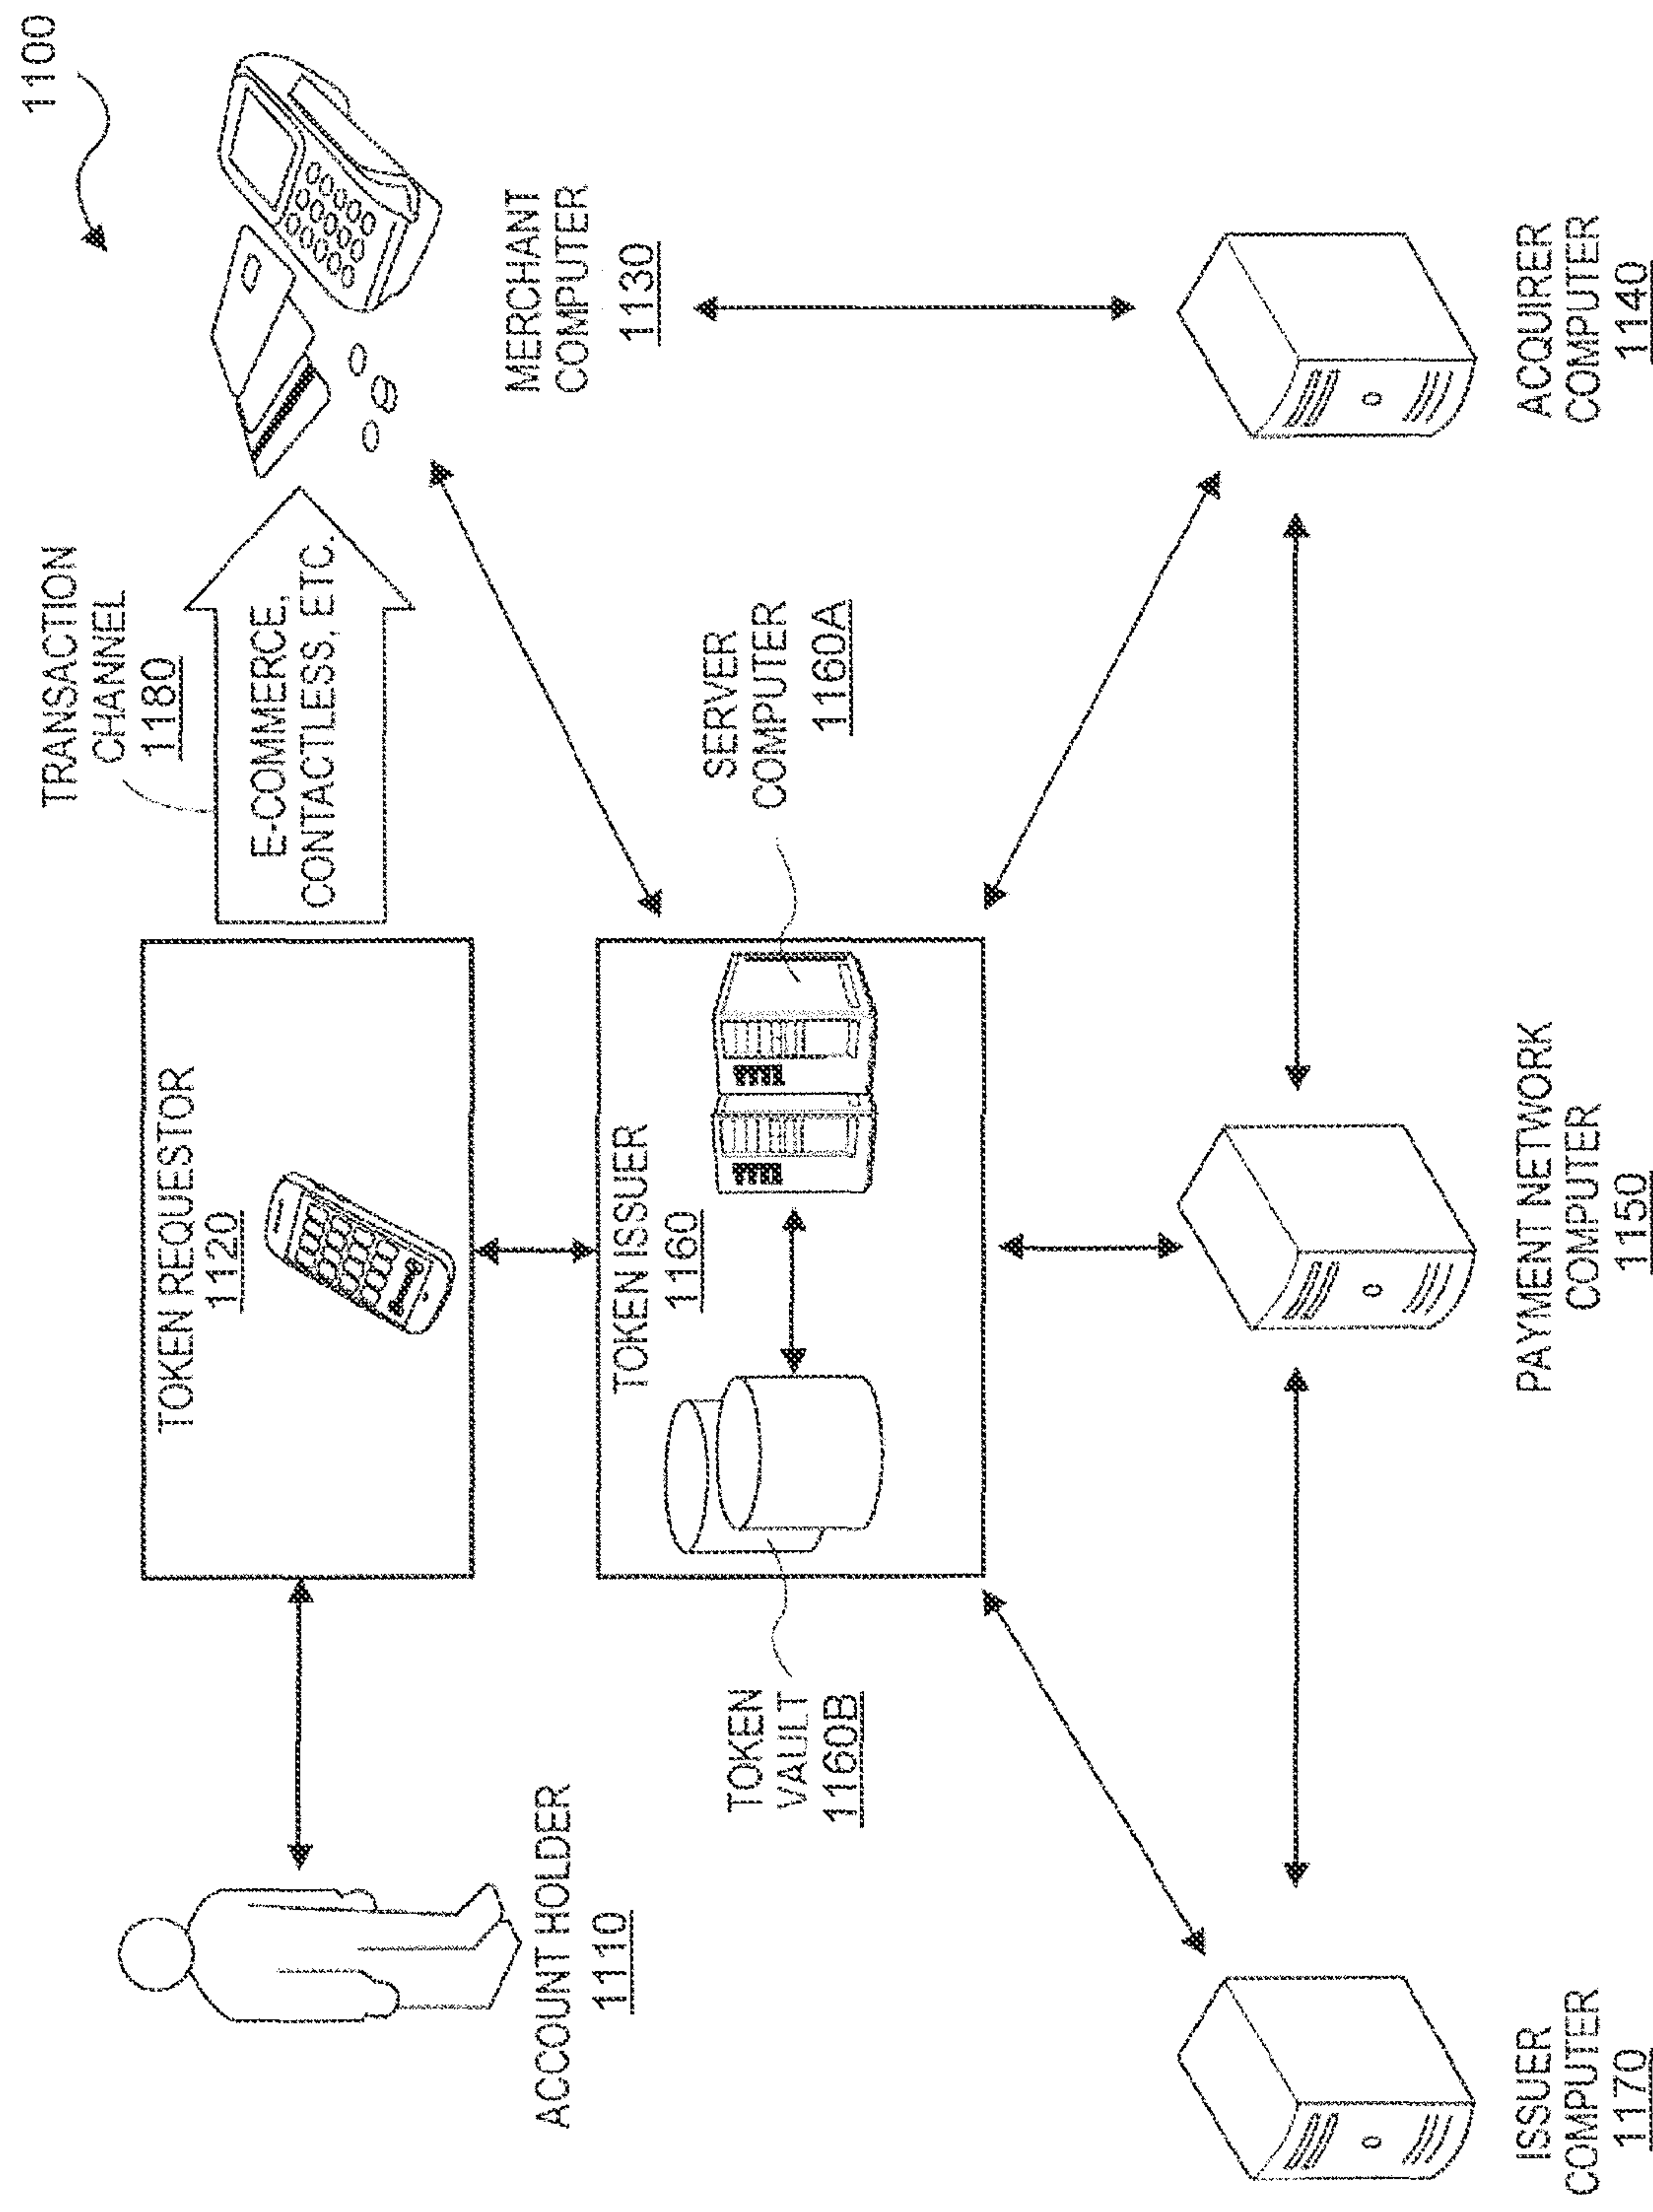 1100
TRANSACTION
CHANNEL
1180
E-COMMERCE,
CONTACTLESS, ETC.
TOKEN REQUESTOR
1120
ACCOUNT HOLDER
1110
MERCHANT
COMPUTER
1130
TOKEN ISSUER
1160
SERVER
COMPUTER
1160A
TOKEN
VAULT
1160B
ISSUER
COMPUTER
1170
PAYMENT NETWORK
COMPUTER
1150
ACQUIRER
COMPUTER
1140